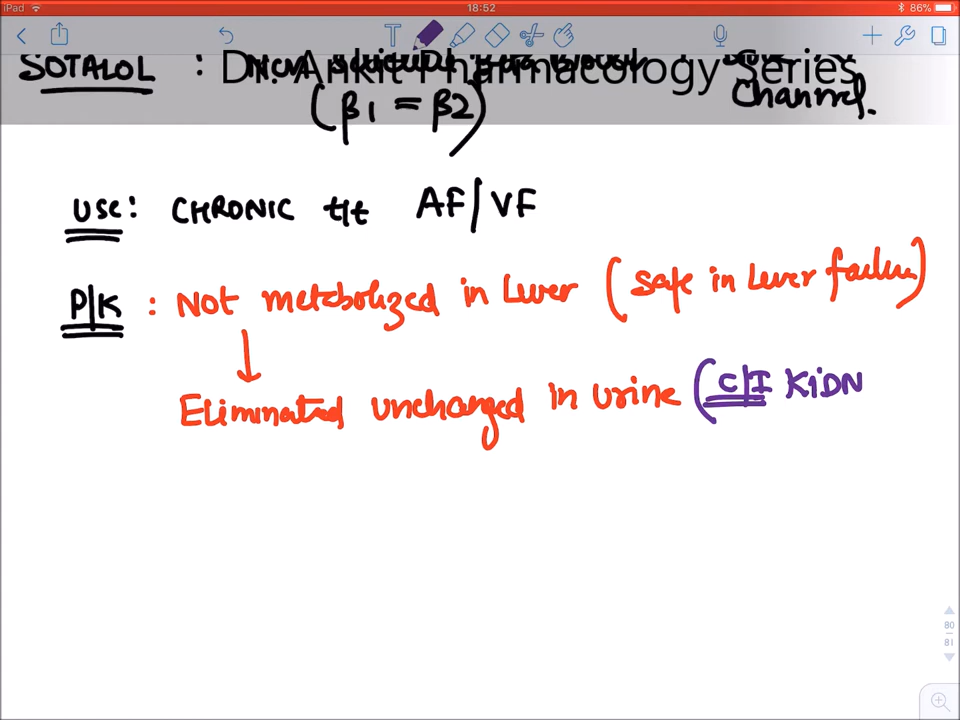 iPad 18:52 86%
T
SOTALOL : Non Dr. Ankit Pharmacology Series
Channel.
(β1 = β2)
USE: CHRONIC t/t AF/VF
P/K : Not metabolized in Liver (safe in Liver failure)
Eliminated unchanged in urine (C/I KiDN
80
81